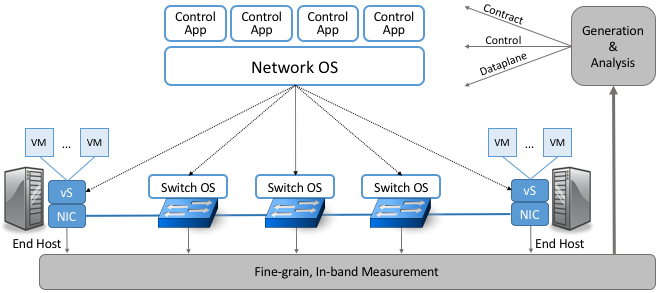 Control
App
Control
App
Control
App
Control
App
Network OS
Contract
Control
Dataplane
Generation
&
Analysis
VM ... VM
VM ... VM
vS
NIC
End Host
Switch OS
Switch OS
Switch OS
vS
NIC
End Host
Fine-grain, In-band Measurement